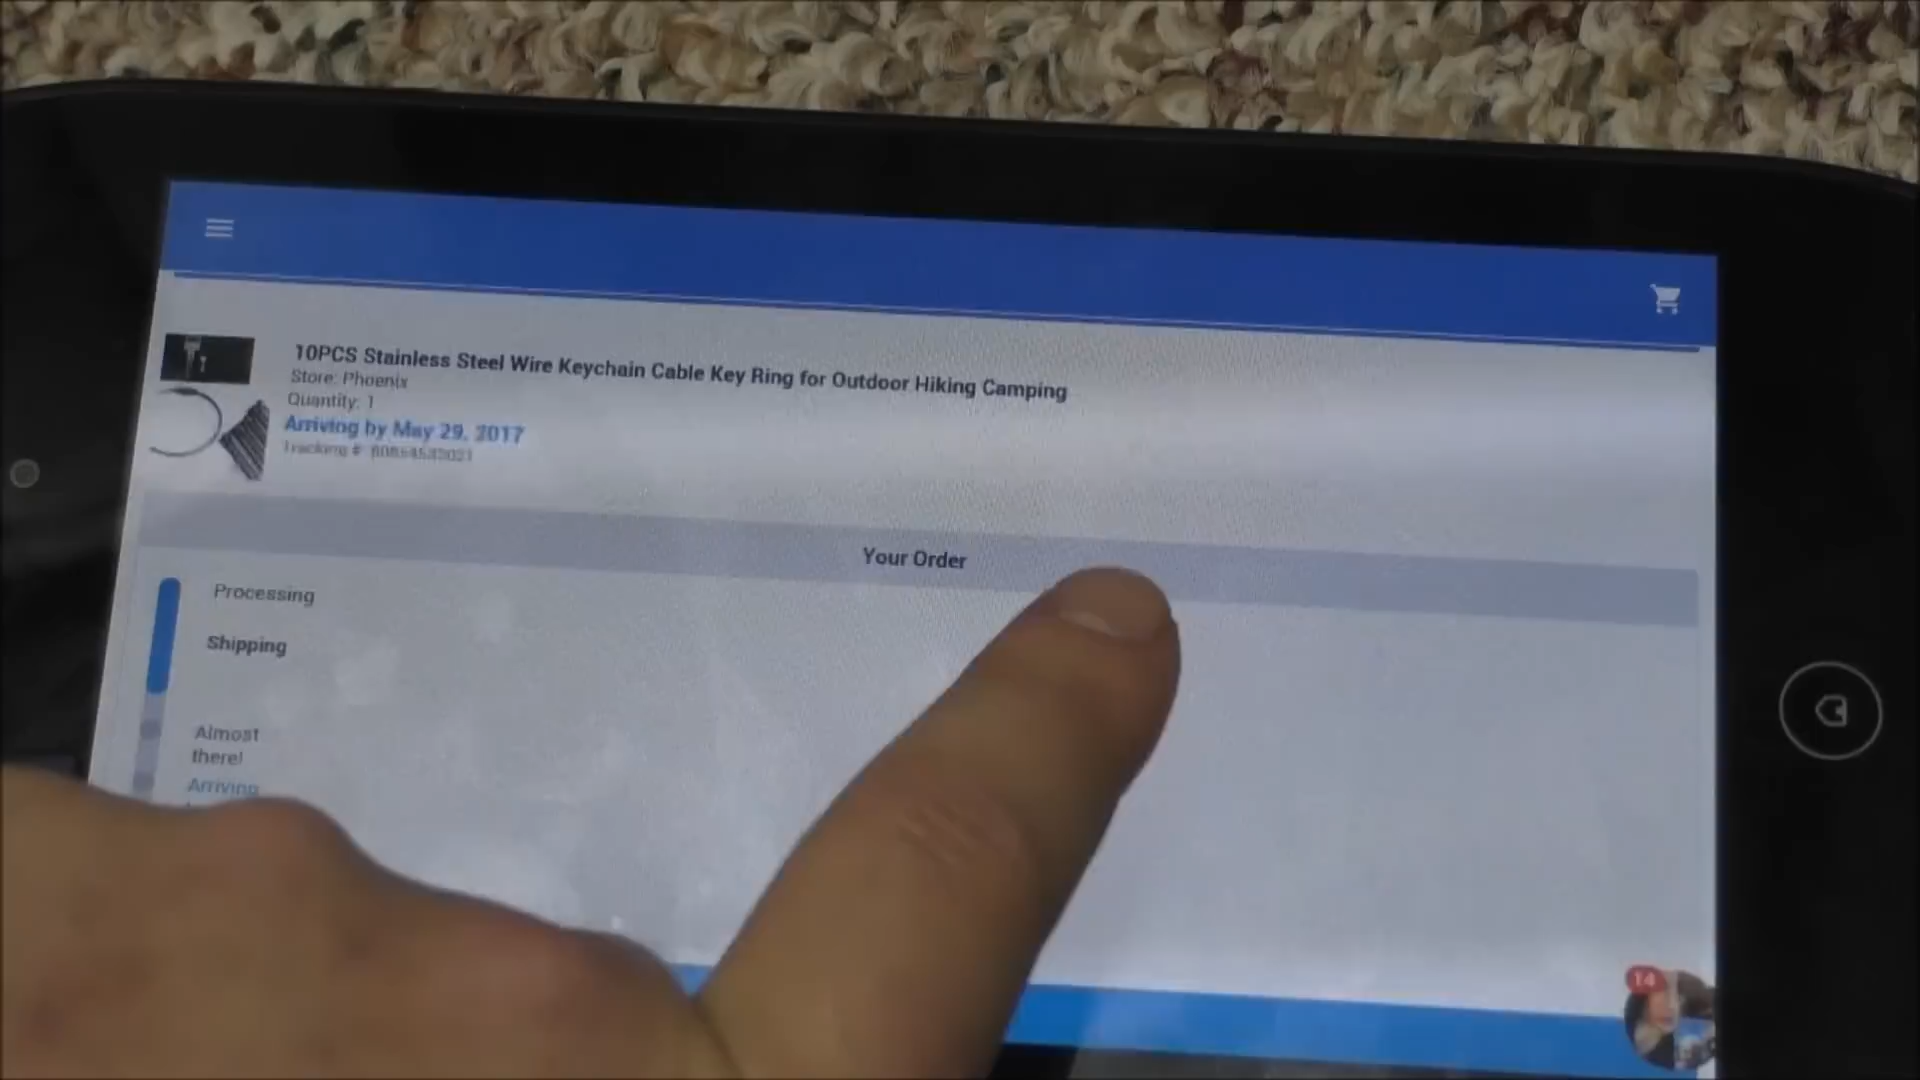 10PCS Stainless Steel Wire Keychain Cable Key Ring for Outdoor Hiking Camping
Store: Phoenix
Quantity: 1
Arriving by May 29, 2017
Tracking #:
Your Order
Processing
Shipping
Almost
there!
Arriving
14